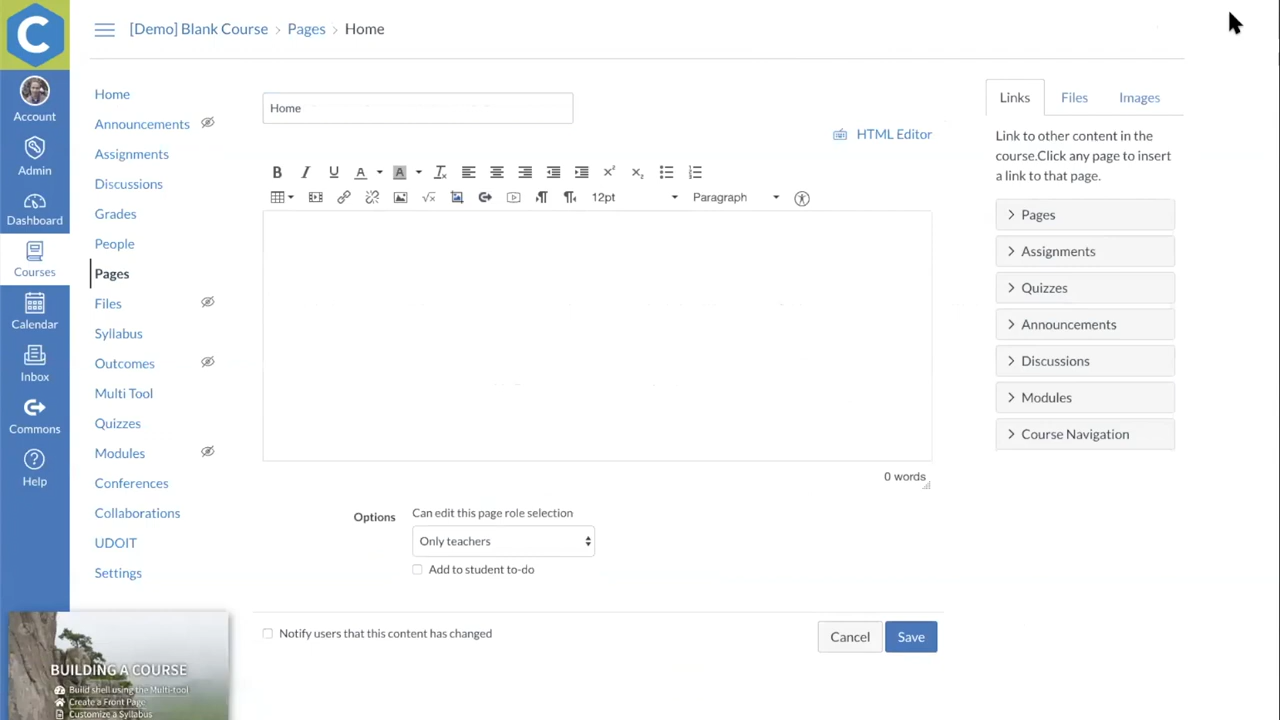 C
[Demo] Blank Course > Pages > Home
Account
Admin
Dashboard
Courses
Calendar
Inbox
Commons
Help
Home
Announcements
Assignments
Discussions
Grades
People
Pages
Files
Syllabus
Outcomes
Multi Tool
Quizzes
Modules
Conferences
Collaborations
UDOIT
Settings
Home
HTML Editor
B I U A A
12pt Paragraph
0 words
Options
Can edit this page role selection
Only teachers
Add to student to-do
Notify users that this content has changed
Cancel Save
Links Files Images
Link to other content in the
course.Click any page to insert
a link to that page.
Pages
Assignments
Quizzes
Announcements
Discussions
Modules
Course Navigation
BUILDING A COURSE
Build shell using the Multi-tool
Create a Front Page
Customize a Syllabus